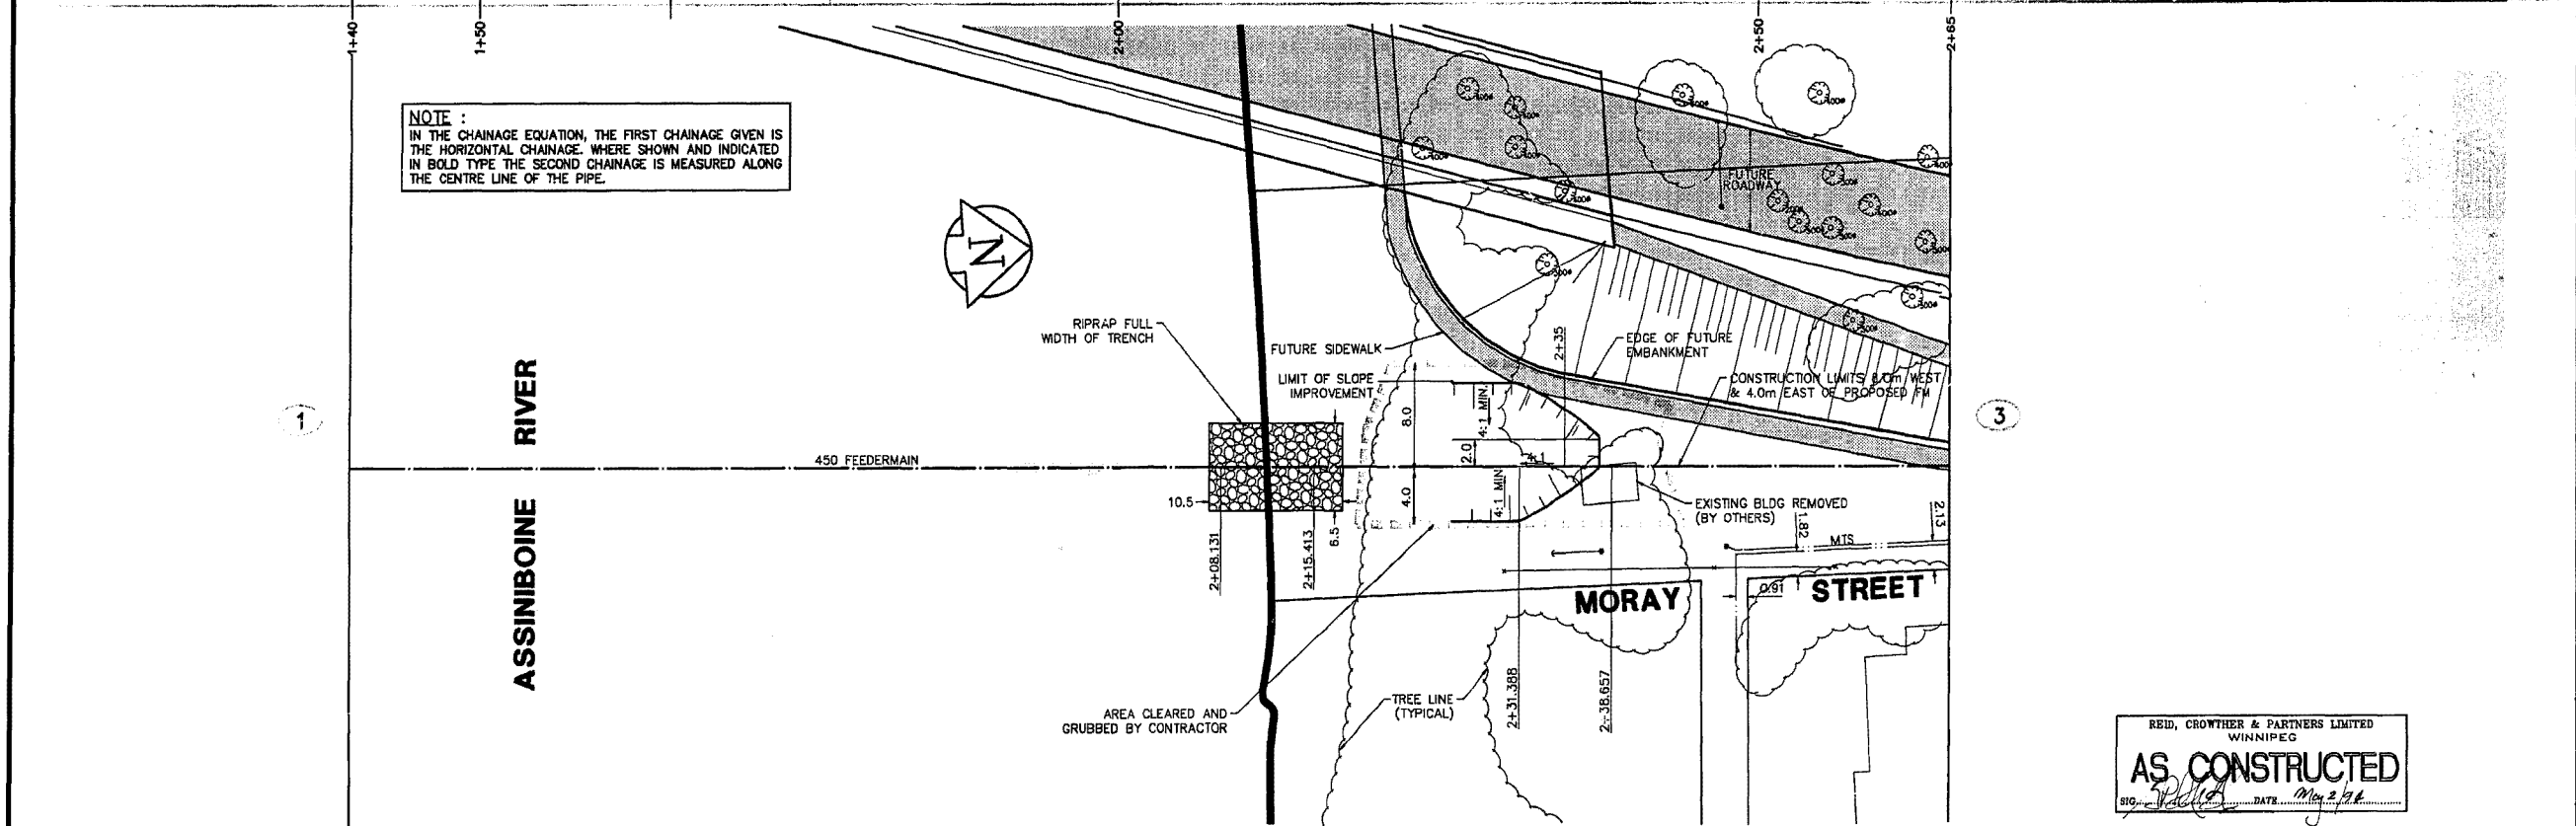 1+40
1+50
2+00
2+50
2+65
NOTE :
IN THE CHAINAGE EQUATION, THE FIRST CHAINAGE GIVEN IS
THE HORIZONTAL CHAINAGE. WHERE SHOWN AND INDICATED
IN BOLD TYPE THE SECOND CHAINAGE IS MEASURED ALONG
THE CENTRE LINE OF THE PIPE.
N
FUTURE
ROADWAY
RIPRAP FULL
WIDTH OF TRENCH
FUTURE SIDEWALK
2+35
EDGE OF FUTURE
EMBANKMENT
LIMIT OF SLOPE
IMPROVEMENT
CONSTRUCTION LIMITS 8.0m WEST
& 4.0m EAST OF PROPOSED FM
1
ASSINIBOINE RIVER
3
8.0
4:1 MIN.
2.0
4:1
450 FEEDERMAIN
4.0
4:1 MIN
10.5
6.5
EXISTING BLDG REMOVED
(BY OTHERS)
1.82
2.13
MTS
2+08.131
2+15.413
0.91
MORAY STREET
2+31.388
2+38.657
TREE LINE
(TYPICAL)
AREA CLEARED AND
GRUBBED BY CONTRACTOR
REID, CROWTHER & PARTNERS LIMITED
WINNIPEG
AS CONSTRUCTED
SIG. DATE May 2/94